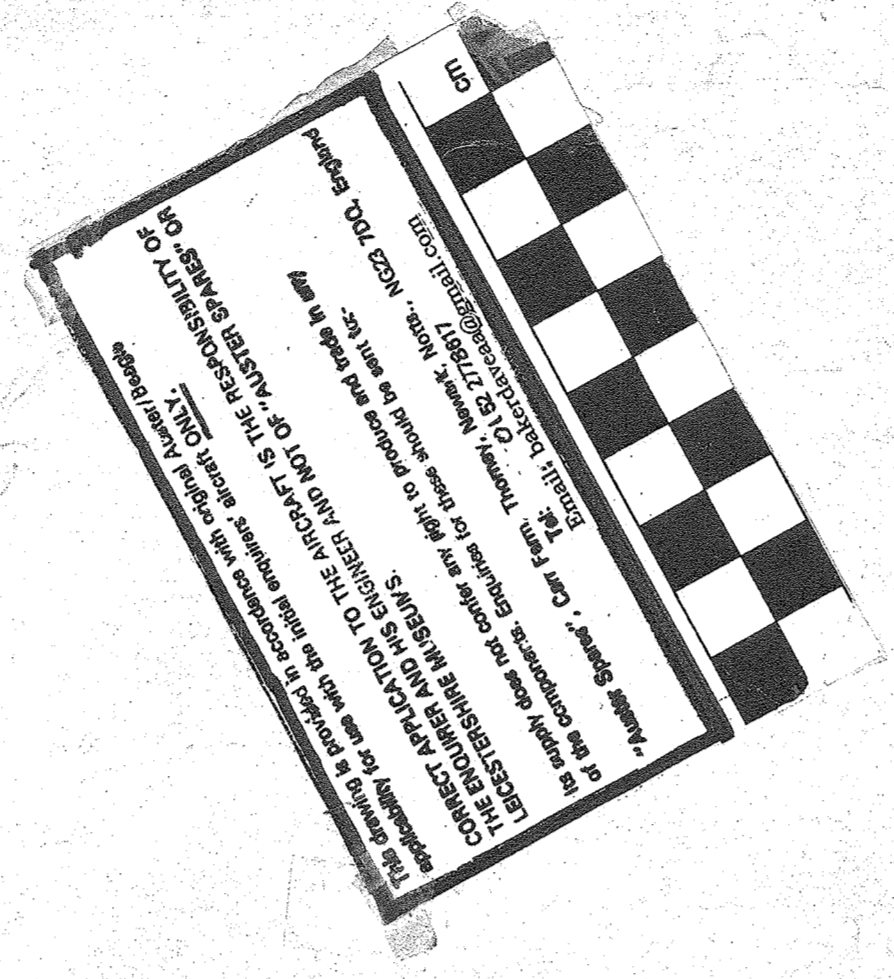 This drawing is provided in accordance with original Auster/Beagle
applicability for use with the initial enquirers' aircraft ONLY.
CORRECT APPLICATION TO THE AIRCRAFT IS THE RESPONSIBILITY OF
THE ENQUIRER AND HIS ENGINEER AND NOT OF "AUSTER SPARES" OR
LEICESTERSHIRE MUSEUMS.
Its supply does not confer any right to produce and trade in any
of the components. Enquiries for these should be sent to:-
"Auster Spares", Carr Farm, Thorney, Newark, Notts., NG23 7DQ, England
Tel: 01522778617
Email: bakerdaveaa@gmail.com
cm